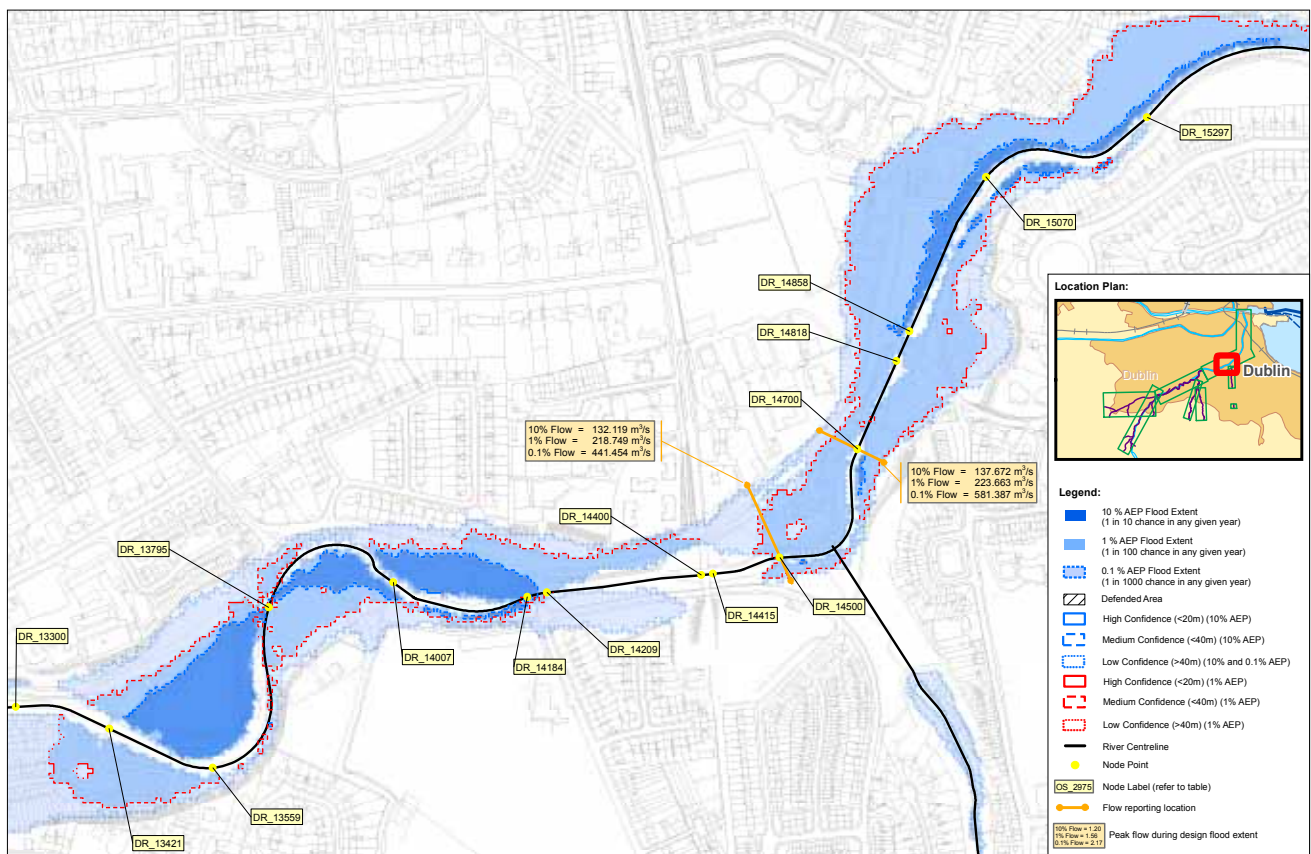 DR_15297
DR_15070
DR_14858
DR_14818
DR_14700
10% Flow = 132.119 m³/s
1% Flow = 218.749 m³/s
0.1% Flow = 441.454 m³/s
10% Flow = 137.672 m³/s
1% Flow = 223.663 m³/s
0.1% Flow = 581.387 m³/s
DR_14400
DR_13795
DR_14500
DR_14415
DR_13300
DR_14007
DR_14184
DR_14209
DR_13559
DR_13421
Location Plan:
Dublin
Dublin
Legend:
10 % AEP Flood Extent
(1 in 10 chance in any given year)
1 % AEP Flood Extent
(1 in 100 chance in any given year)
0.1 % AEP Flood Extent
(1 in 1000 chance in any given year)
Defended Area
High Confidence (<20m) (10% AEP)
Medium Confidence (<40m) (10% AEP)
Low Confidence (>40m) (10% and 0.1% AEP)
High Confidence (<20m) (1% AEP)
Medium Confidence (<40m) (1% AEP)
Low Confidence (>40m) (1% AEP)
River Centreline
Node Point
OS_2975 Node Label (refer to table)
Flow reporting location
10% Flow = 1.20
1% Flow = 1.56
0.1% Flow = 2.17
Peak flow during design flood extent